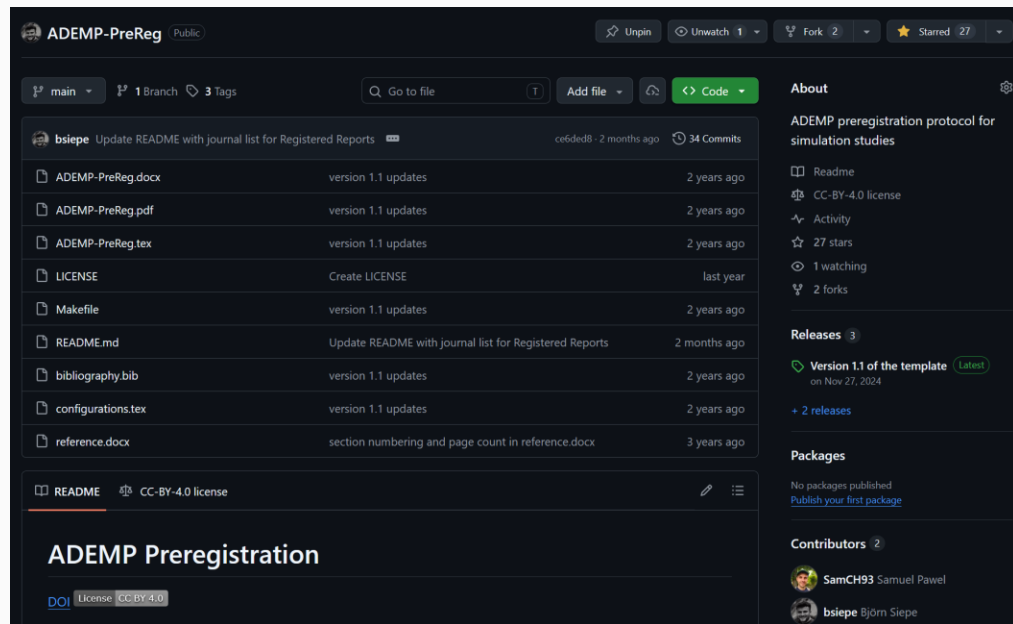 ADEMP-PreReg Public
Unpin Unwatch 1 Fork 2 Starred 27
main 1 Branch 3 Tags Go to file T Add file Code
bsiepe Update README with journal list for Registered Reports ce6ded8 · 2 months ago 34 Commits
ADEMP-PreReg.docx version 1.1 updates 2 years ago
ADEMP-PreReg.pdf version 1.1 updates 2 years ago
ADEMP-PreReg.tex version 1.1 updates 2 years ago
LICENSE Create LICENSE last year
Makefile version 1.1 updates 2 years ago
README.md Update README with journal list for Registered Reports 2 months ago
bibliography.bib version 1.1 updates 2 years ago
configurations.tex version 1.1 updates 2 years ago
reference.docx section numbering and page count in reference.docx 3 years ago
README CC-BY-4.0 license
ADEMP Preregistration
DOI License CC BY 4.0
About
ADEMP preregistration protocol for
simulation studies
Readme
CC-BY-4.0 license
Activity
27 stars
1 watching
2 forks
Releases 3
Version 1.1 of the template Latest
on Nov 27, 2024
+ 2 releases
Packages
No packages published
Publish your first package
Contributors 2
SamCH93 Samuel Pawel
bsiepe Björn Siepe